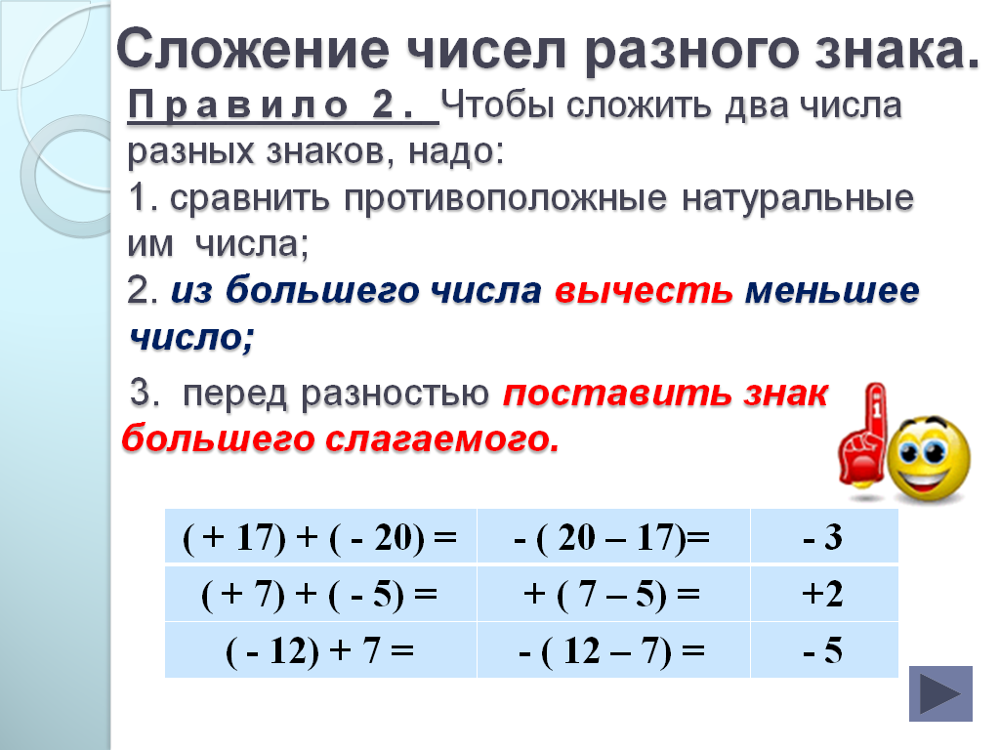 Сложение чисел разного знака.
Правило 2. Чтобы сложить два числа
разных знаков, надо:
1. сравнить противоположные натуральные
им числа;
2. из большего числа вычесть меньшее
число;
3. перед разностью поставить знак
большего слагаемого.
1
( + 17) + ( - 20) = - ( 20 – 17)= - 3
( + 7) + ( - 5) = + ( 7 – 5) = +2
( - 12) + 7 = - ( 12 – 7) = - 5